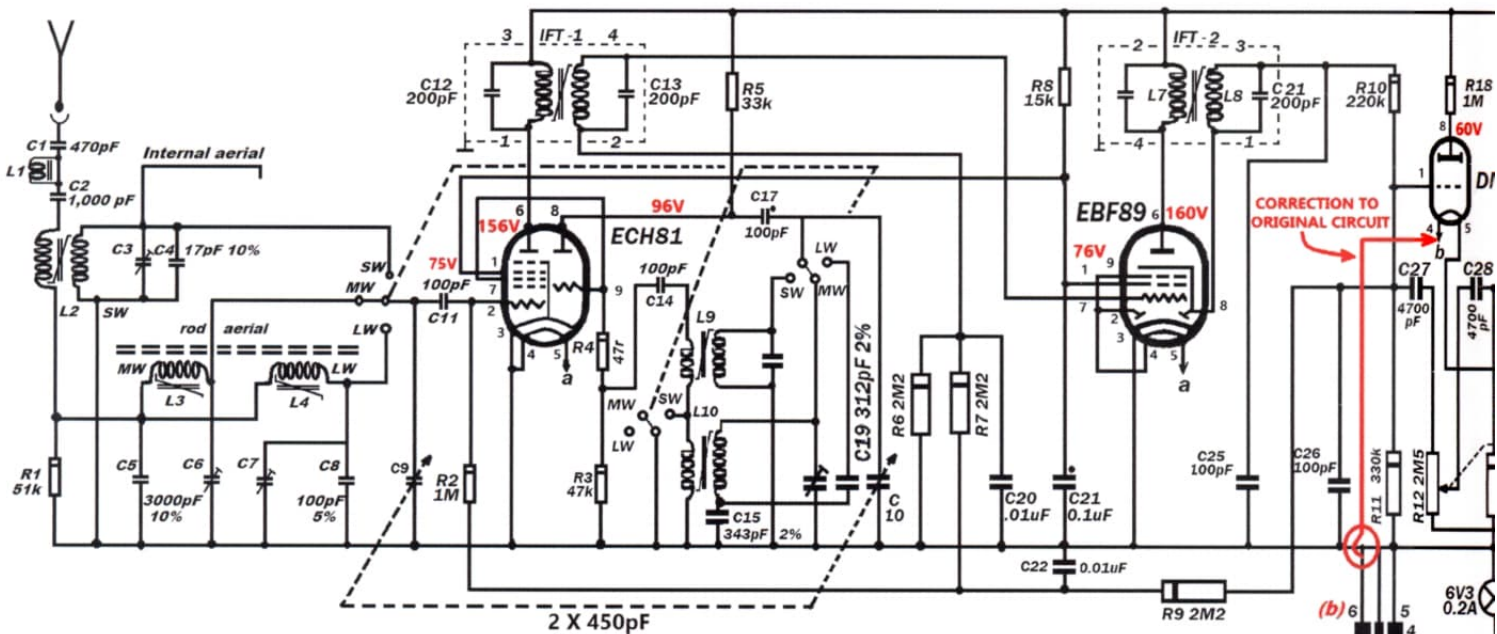 3
IFT -1
4
C12
200pF
C13
200pF
1
2
R5
33k
R8
15k
2
IFT - 2
3
L7
L8
C 21
200pF
4
1
R10
220k
R18
1M
8
60V
1
4
5
b
CORRECTION TO
ORIGINAL CIRCUIT
C1
470pF
L1
C2
1,000 pF
Internal aerial
C3
C4
17pF 10%
L2
SW
SW
MW
LW
rod aerial
MW
LW
L3
L4
R1
51k
C5
3000pF
10%
C6
C7
C8
100pF
5%
C9
100pF
C11
R2
1M
156V
6
8
96V
75V
ECH81
1
7
2
3
4
5
9
a
R4
47r
R3
47k
100pF
C14
C17
100pF
LW
SW
MW
L9
L10
MW
SW
LW
C15
343pF 2%
C19 312pF 2%
C
10
R6 2M2
R7 2M2
C20
.01uF
C21
0.1uF
C22
0.01uF
R9 2M2
EBF89
6
160V
76V
1
9
2
7
3
4
5
8
a
C25
100pF
C26
100pF
R11 330k
R12 2M5
C27
4700
pF
C28
4700
pF
6V3
0.2A
(b)
6
5
4
2 X 450pF